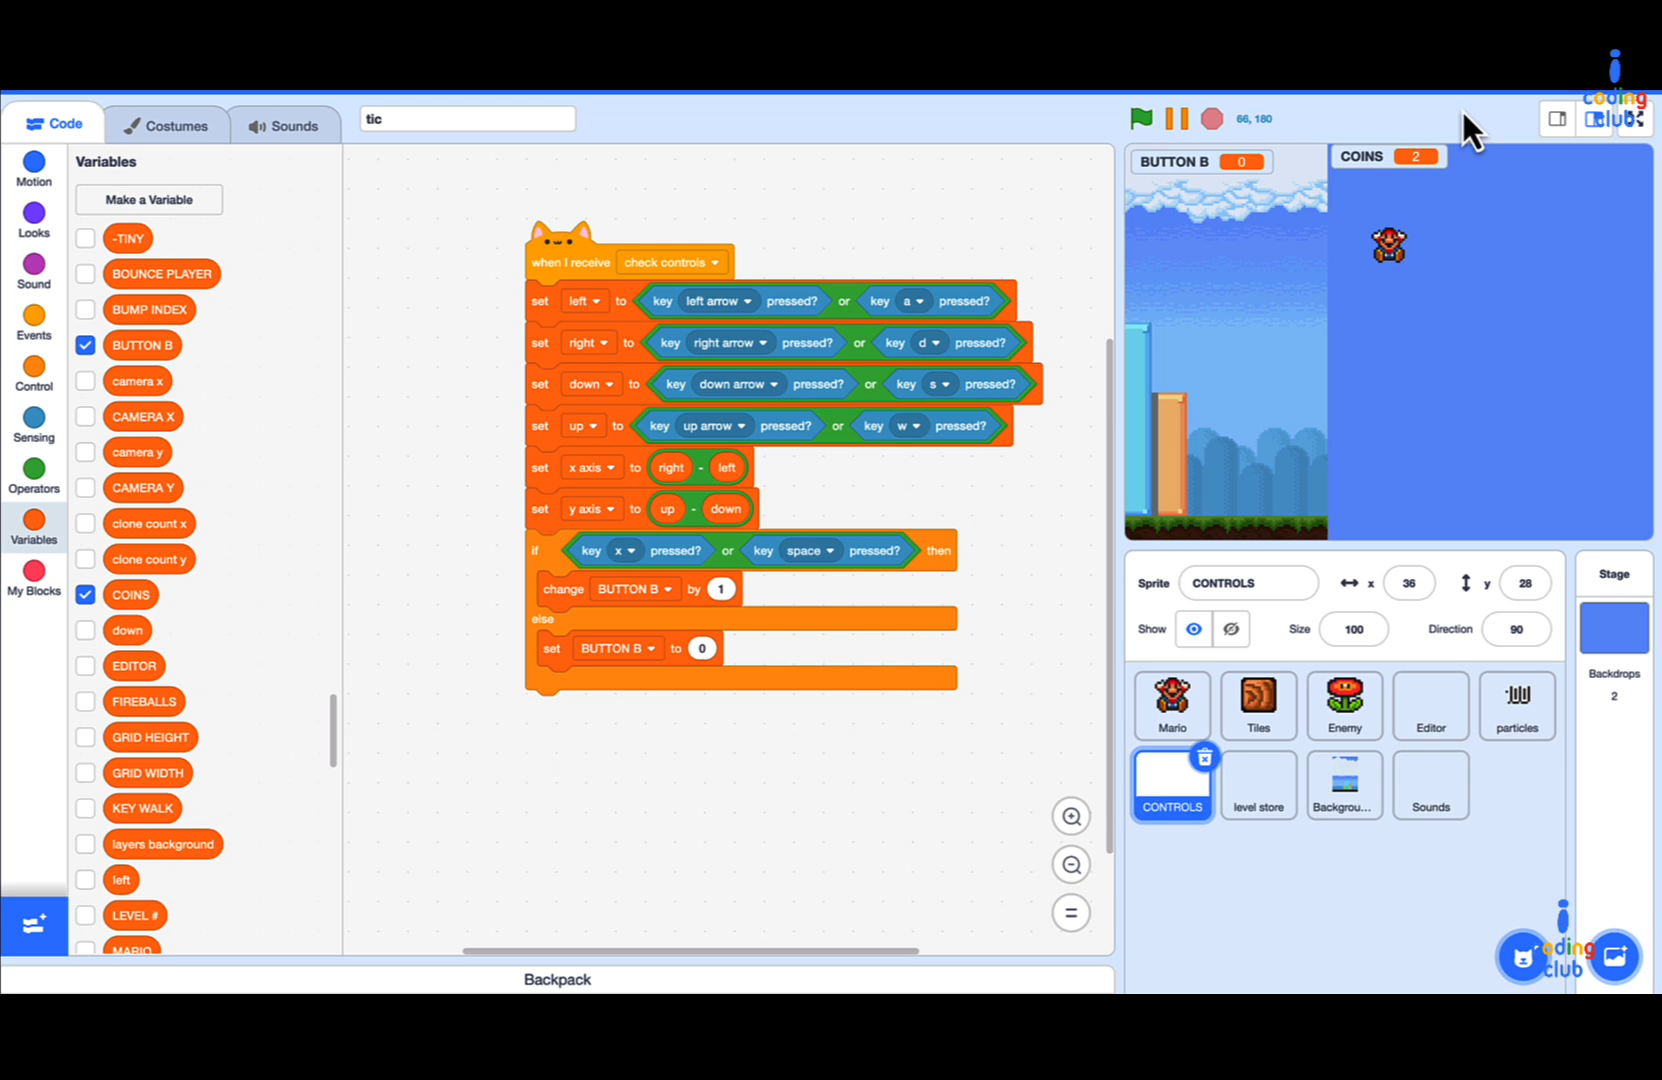 coding
club
Code
Costumes
Sounds
tic
66, 180
Motion
Looks
Sound
Events
Control
Sensing
Operators
Variables
My Blocks
Variables
Make a Variable
-TINY
BOUNCE PLAYER
BUMP INDEX
BUTTON B
camera x
CAMERA X
camera y
CAMERA Y
clone count x
clone count y
COINS
down
EDITOR
FIREBALLS
GRID HEIGHT
GRID WIDTH
KEY WALK
layers background
left
LEVEL #
MARIO
when I receive check controls
set left to key left arrow pressed? or key a pressed?
set right to key right arrow pressed? or key d pressed?
set down to key down arrow pressed? or key s pressed?
set up to key up arrow pressed? or key w pressed?
set x axis to right - left
set y axis to up - down
if key x pressed? or key space pressed? then
change BUTTON B by 1
else
set BUTTON B to 0
Backpack
BUTTON B 0
COINS 2
Sprite CONTROLS x 36 y 28
Show Size 100 Direction 90
Mario
Tiles
Enemy
Editor
particles
CONTROLS
level store
Backgrou...
Sounds
Stage
Backdrops
2
oding
club